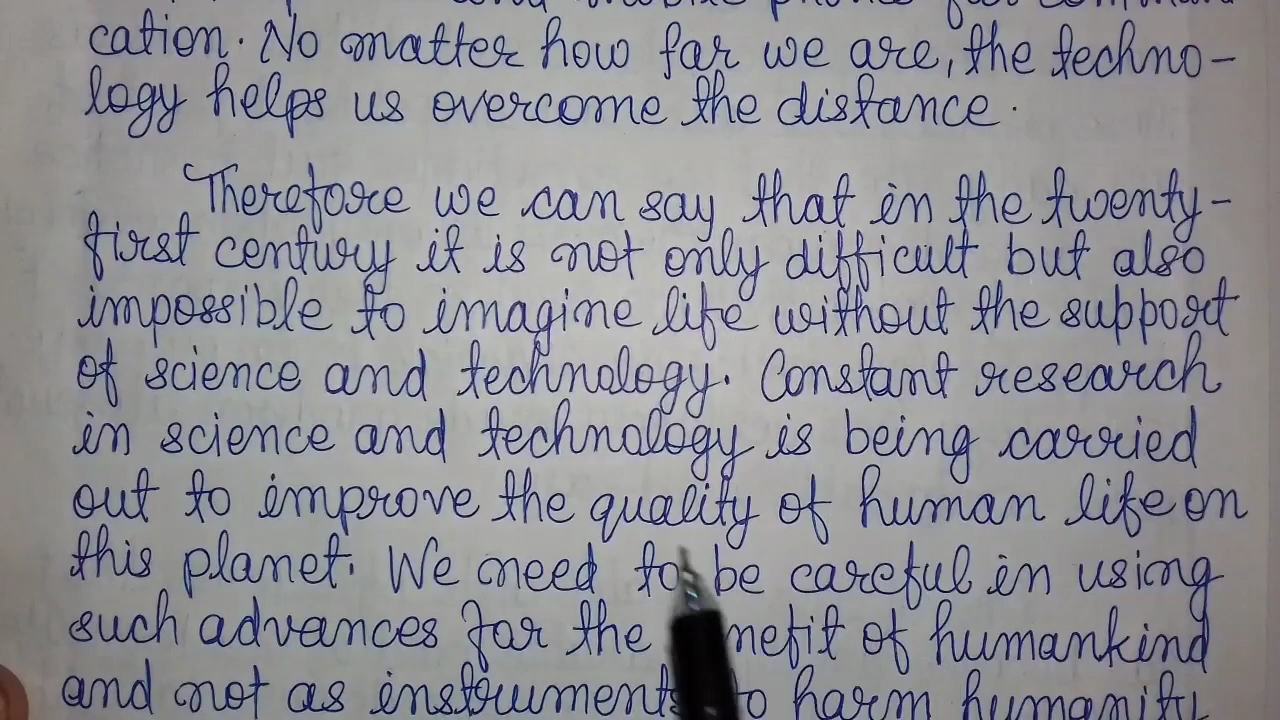 cation. No matter how far we are, the techno-
logy helps us overcome the distance.
Therefore we can say that in the twenty-
first century it is not only difficult but also
impossible to imagine life without the support
of science and technology. Constant research
in science and technology is being carried
out to improve the quality of human life on
this planet. We need to be careful in using
such advances for the of humankind
and not as instruments to harm humanity